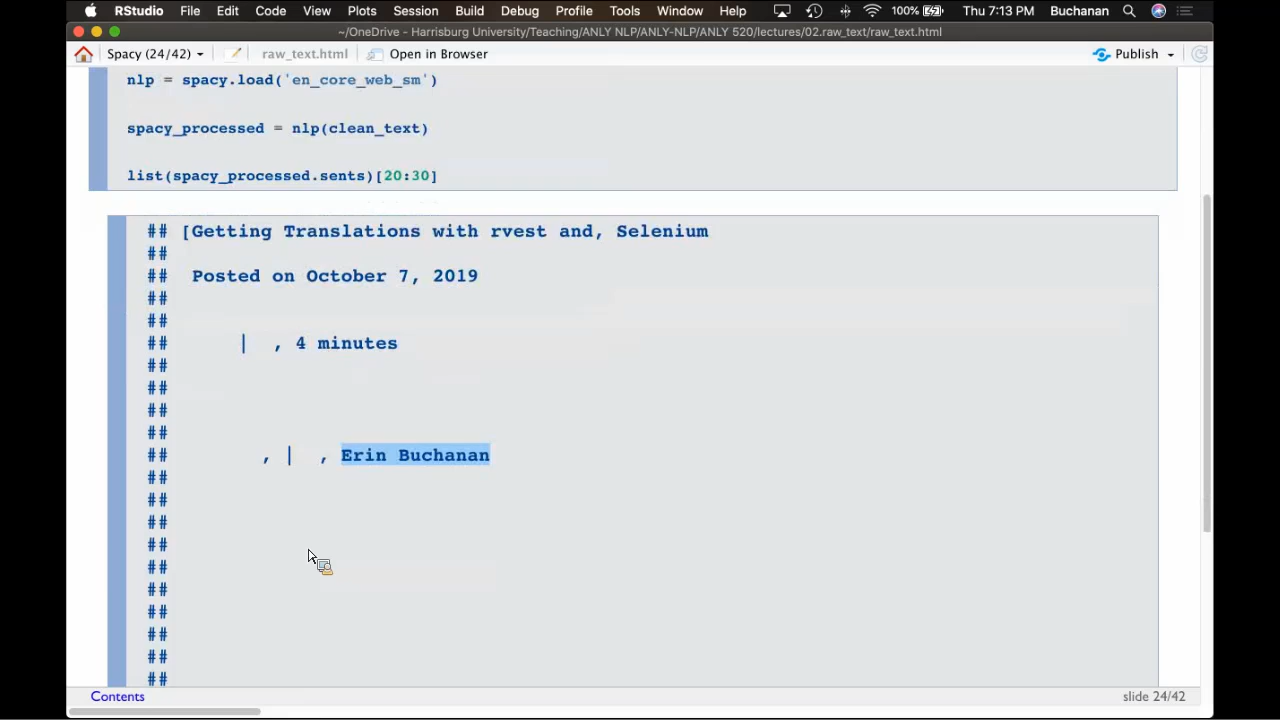 RStudio File Edit Code View Plots Session Build Debug Profile Tools Window Help 100% Thu 7:13 PM Buchanan
~/OneDrive - Harrisburg University/Teaching/ANLY NLP/ANLY-NLP/ANLY 520/lectures/02.raw_text/raw_text.html
Spacy (24/42) raw_text.html Open in Browser Publish
nlp = spacy.load('en_core_web_sm')
spacy_processed = nlp(clean_text)
list(spacy_processed.sents)[20:30]
## [Getting Translations with rvest and, Selenium
##
## Posted on October 7, 2019
##
##
## | , 4 minutes
##
##
##
##
## , | , Erin Buchanan
##
##
##
##
##
##
##
##
##
##
Contents slide 24/42